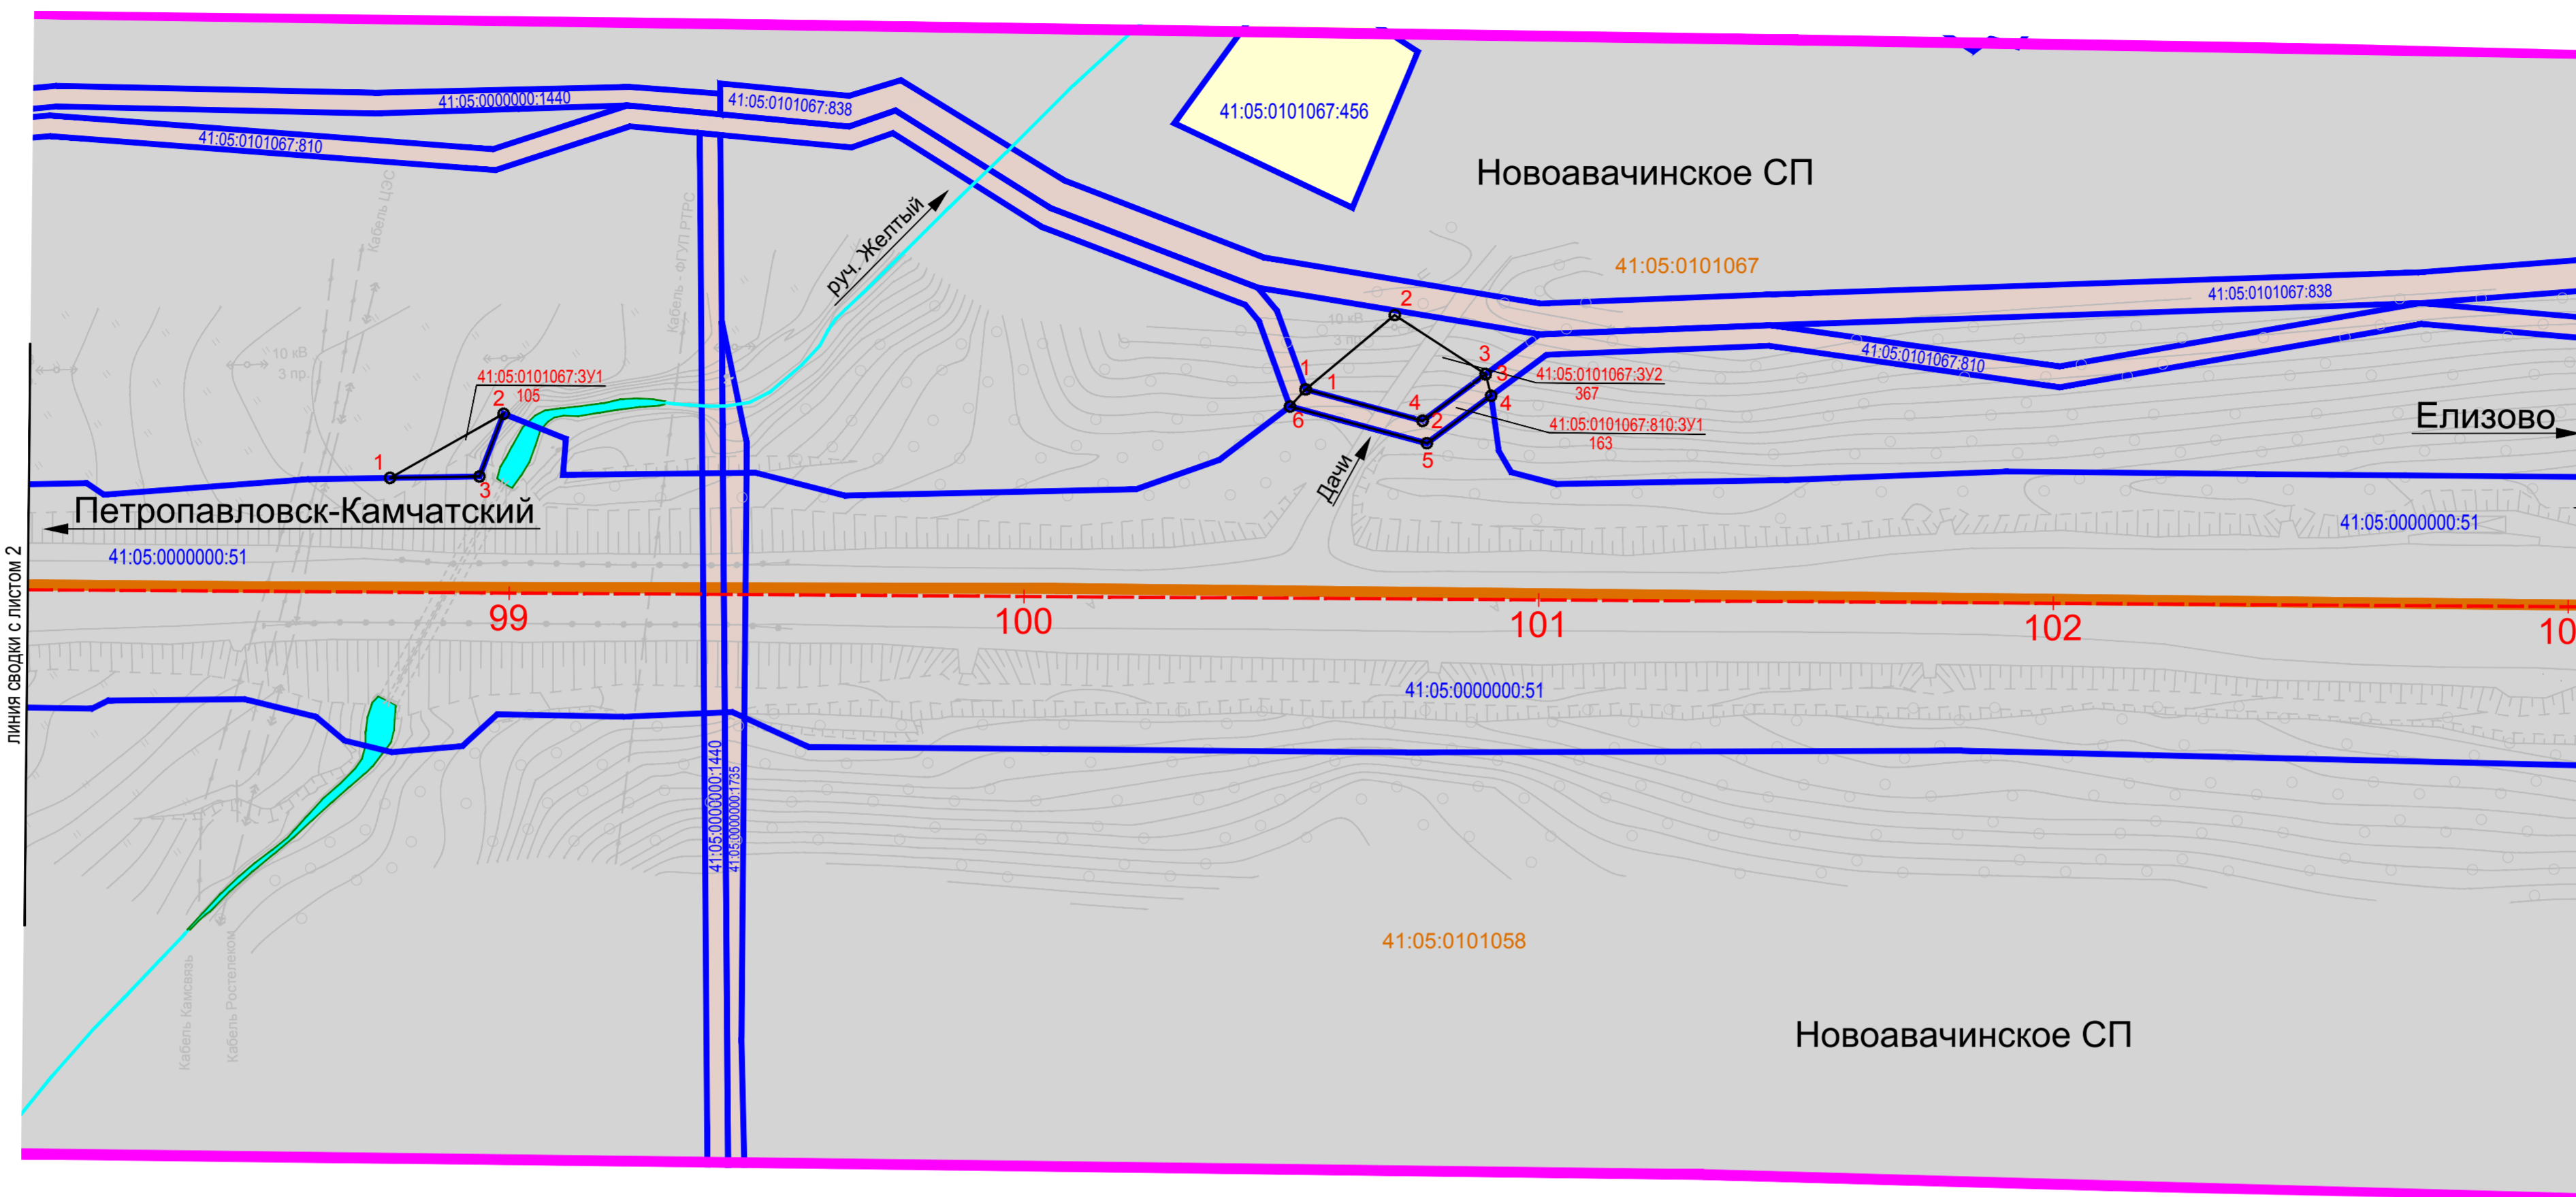 41:05:0000000:1440
41:05:0101067:838
41:05:0101067:456
41:05:0101067:810
Новоавачинское СП
Кабель ЦЭС
Кабель - ФГУП РТРС
руч. Желтый
41:05:0101067
41:05:0101067:838
10 кВ
3 пр.
10 кВ
3 пр.
41:05:0101067:810
41:05:0101067:ЗУ1
105
1
2
3
1
2
3
4
1
2
3
4
5
6
41:05:0101067:ЗУ2
367
41:05:0101067:810:ЗУ1
163
Дачи
Елизово
Петропавловск-Камчатский
41:05:0000000:51
41:05:0000000:51
линия сводки с листом 2
99
100
101
102
10
41:05:0000000:51
41:05:0000000:1440
41:05:0000000:1735
41:05:0101058
Кабель Камсвязь
Кабель Ростелеком
Новоавачинское СП